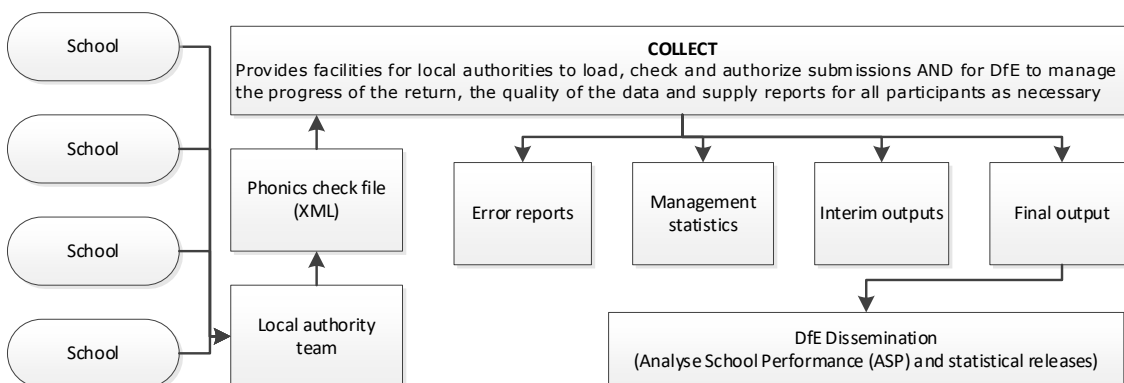 School
School
School
School
COLLECT
Provides facilities for local authorities to load, check and authorize submissions AND for DfE to manage
the progress of the return, the quality of the data and supply reports for all participants as necessary
Phonics check file
(XML)
Local authority
team
Error reports
Management
statistics
Interim outputs
Final output
DfE Dissemination
(Analyse School Performance (ASP) and statistical releases)